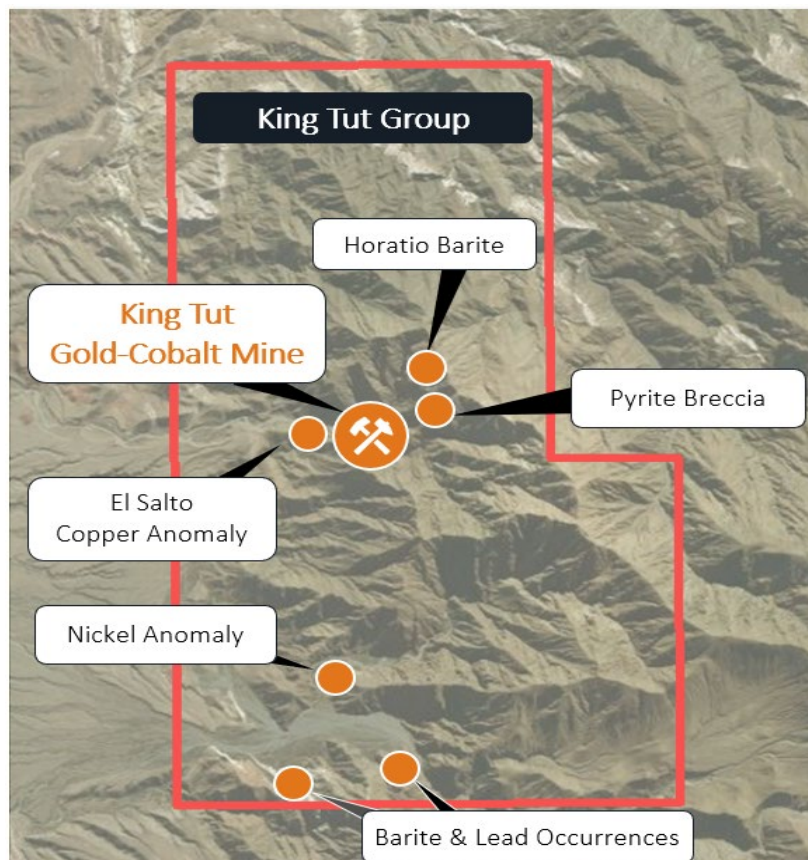 King Tut Group
Horatio Barite
King Tut
Gold-Cobalt Mine
Pyrite Breccia
El Salto
Copper Anomaly
Nickel Anomaly
Barite & Lead Occurrences